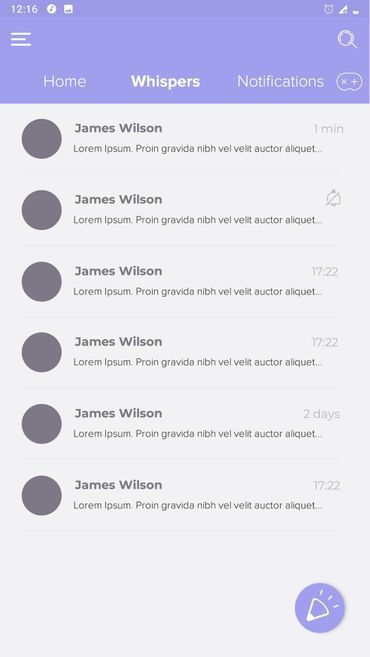 12:16
Home Whispers Notifications
James Wilson 1 min
Lorem Ipsum. Proin gravida nibh vel velit auctor aliquet...
James Wilson
Lorem Ipsum. Proin gravida nibh vel velit auctor aliquet...
James Wilson 17:22
Lorem Ipsum. Proin gravida nibh vel velit auctor aliquet...
James Wilson 17:22
Lorem Ipsum. Proin gravida nibh vel velit auctor aliquet...
James Wilson 2 days
Lorem Ipsum. Proin gravida nibh vel velit auctor aliquet...
James Wilson 17:22
Lorem Ipsum. Proin gravida nibh vel velit auctor aliquet...